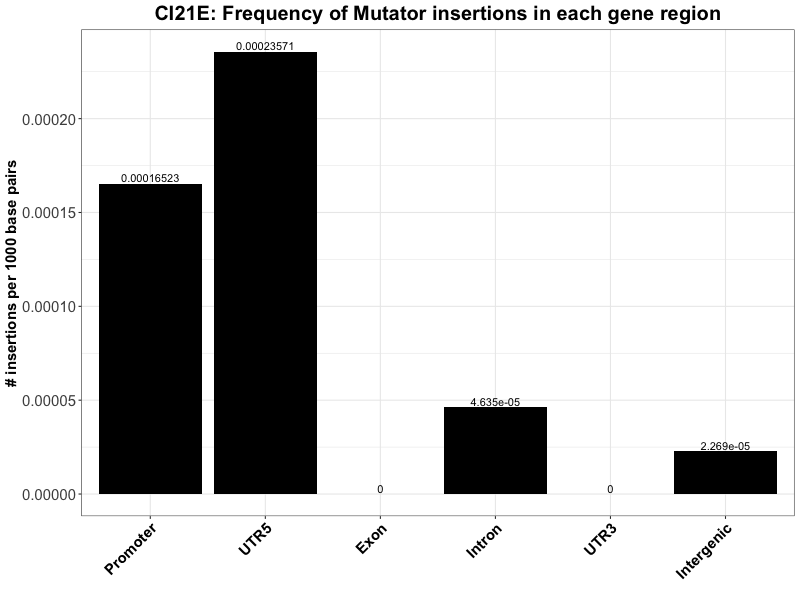 CI21E: Frequency of Mutator insertions in each gene region
# insertions per 1000 base pairs
0.00020
0.00015
0.00010
0.00005
0.00000
0.00016523
0.00023571
0
4.635e-05
0
2.269e-05
Promoter
UTR5
Exon
Intron
UTR3
Intergenic